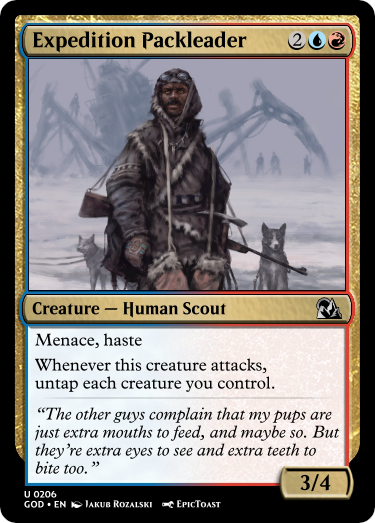 Expedition Packleader 2
Creature — Human Scout
Menace, haste
Whenever this creature attacks,
untap each creature you control.
“The other guys complain that my pups are
just extra mouths to feed, and maybe so. But
they’re extra eyes to see and extra teeth to
bite too.”
3/4
U 0206
GOD • EN Jakub Rozalski EpicToast